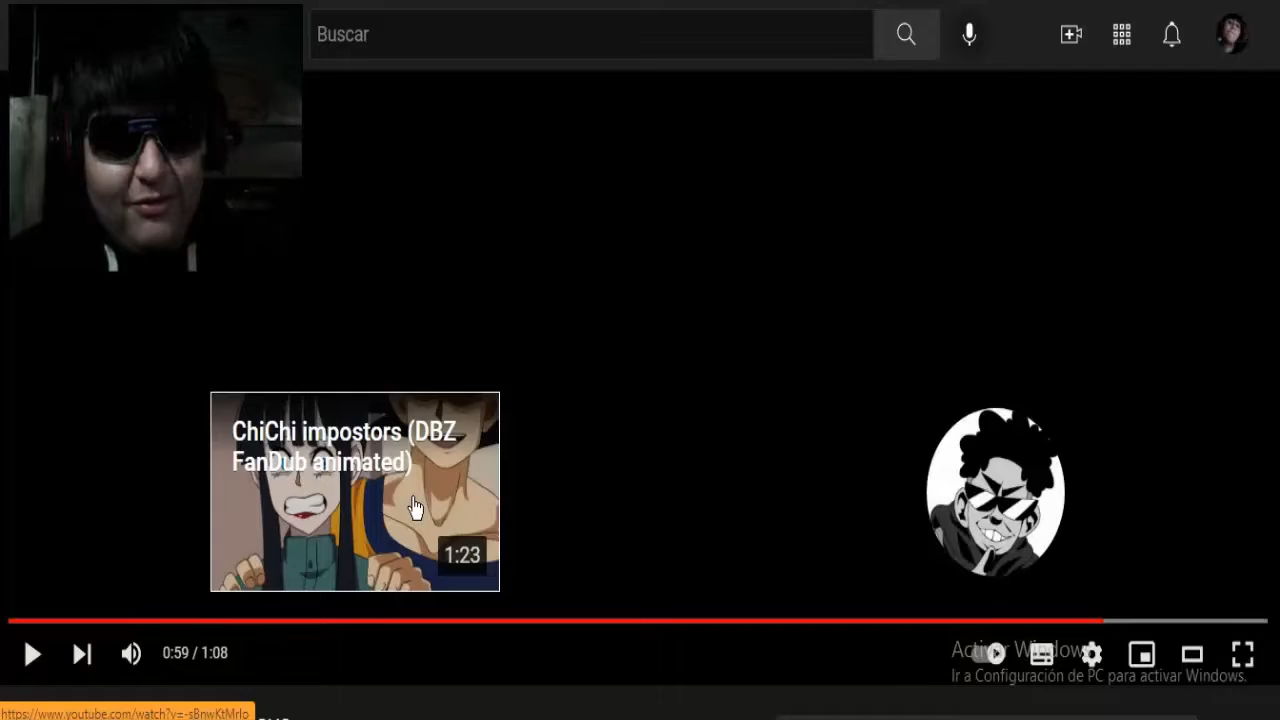 Buscar
ChiChi impostors (DBZ
FanDub animated)
1:23
0:59 / 1:08
Activar Windows
Ir a Configuración de PC para activar Windows.
https://www.youtube.com/watch?v=-sBnwKtMrIo